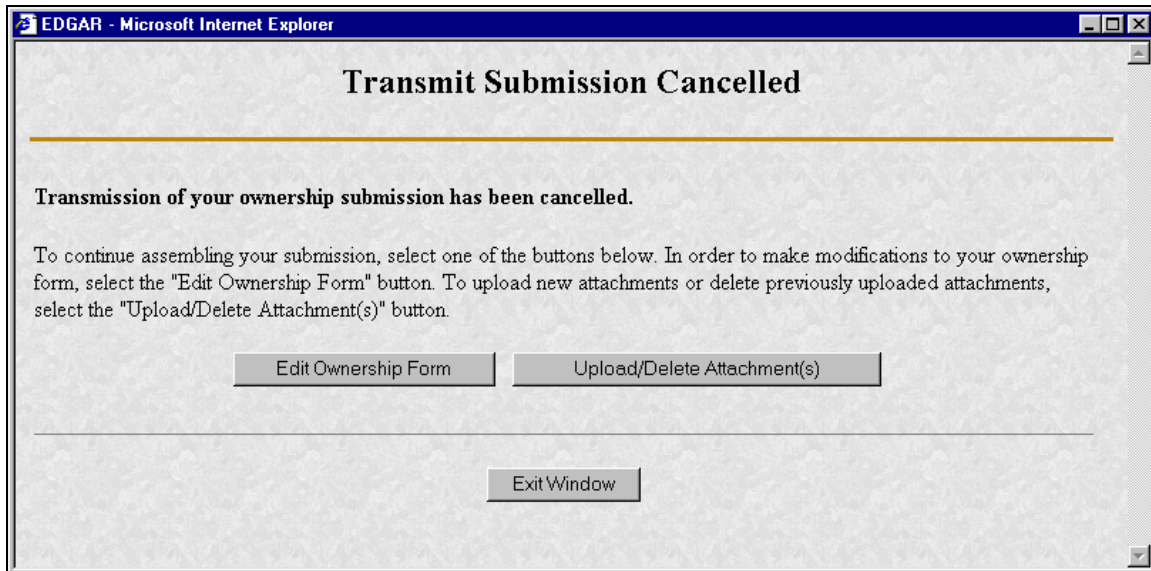 EDGAR - Microsoft Internet Explorer
Transmit Submission Cancelled
Transmission of your ownership submission has been cancelled.
To continue assembling your submission, select one of the buttons below. In order to make modifications to your ownership
form, select the "Edit Ownership Form" button. To upload new attachments or delete previously uploaded attachments,
select the "Upload/Delete Attachment(s)" button.
Edit Ownership Form Upload/Delete Attachment(s)
Exit Window